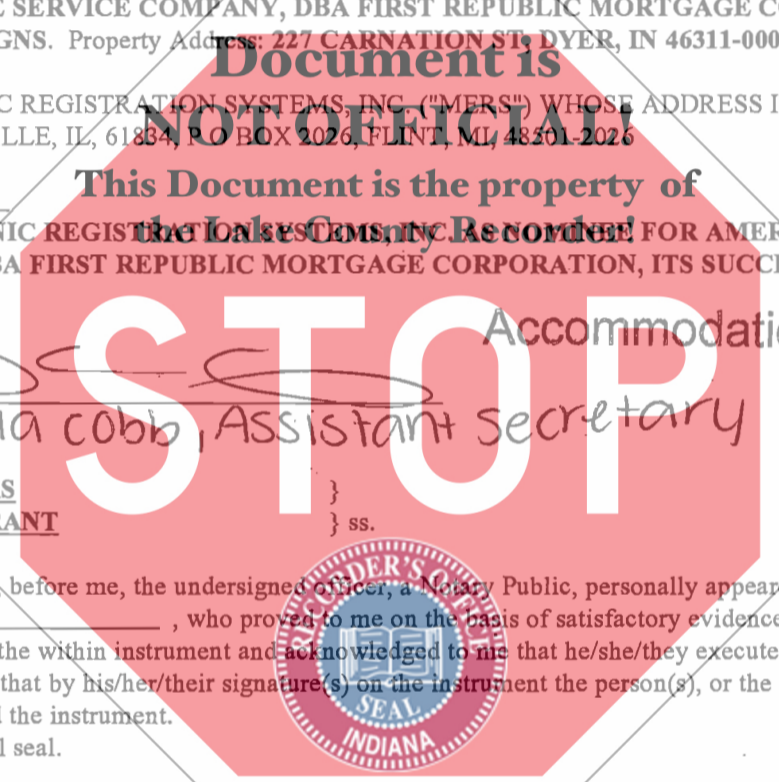 SERVICE COMPANY, DBA FIRST REPUBLIC MORTGAGE CO
GNS. Property Address: 227 CARNATION ST, DYER, IN 46311-000
Document is
C REGISTRATION SYSTEMS, INC. ("MERS") WHOSE ADDRESS I
NOT OFFICIAL!
LLE, IL, 61834, P O BOX 2026, FLINT, MI, 48501-2026
This Document is the property of
the Lake County Recorder!
NIC REGISTRATION SYSTEMS, INC. AS NOMINEE FOR AMER
BA FIRST REPUBLIC MORTGAGE CORPORATION, ITS SUCC
STOP
Accommodati
la cobb, Assistant secretary
S }
RANT } ss.
, before me, the undersigned officer, a Notary Public, personally appear
, who proved to me on the basis of satisfactory evidence
the within instrument and acknowledged to me that he/she/they execute
that by his/her/their signature(s) on the instrument the person(s), or the
the instrument.
l seal.
RECORDER'S OFFICE
SEAL
INDIANA